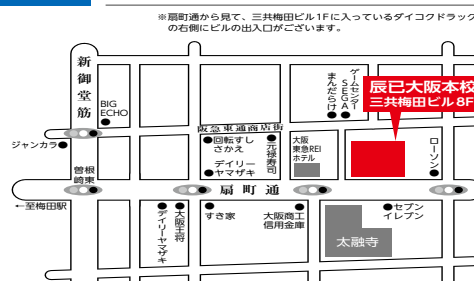 ※扇町通から見て、三共梅田ビル1Fに入っているダイコクドラッグ
の右側にビルの出入口がございます。
新御堂筋
BIG
ECHO
ジャンカラ
曽根
崎東
←至梅田駅
阪急東通商店街
回転すし
さかえ
デイリー
ヤマザキ
元禄寿司
扇町通
デイリーヤマザキ
大阪王将
すき家
大阪商工
信用金庫
大阪
東急REI
ホテル
まんだらけ
ゲームセンター
SEGA
辰已大阪本校
三共梅田ビル8F
ローソン
セブン
イレブン
太融寺